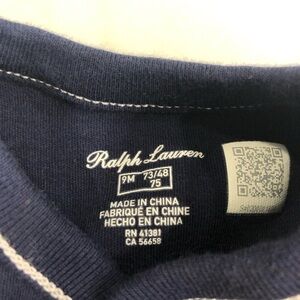 Ralph Lauren
9M 73/48
75
MADE IN CHINA
FABRIQUÉ EN CHINE
HECHO EN CHINA
RN 41381
CA 56658